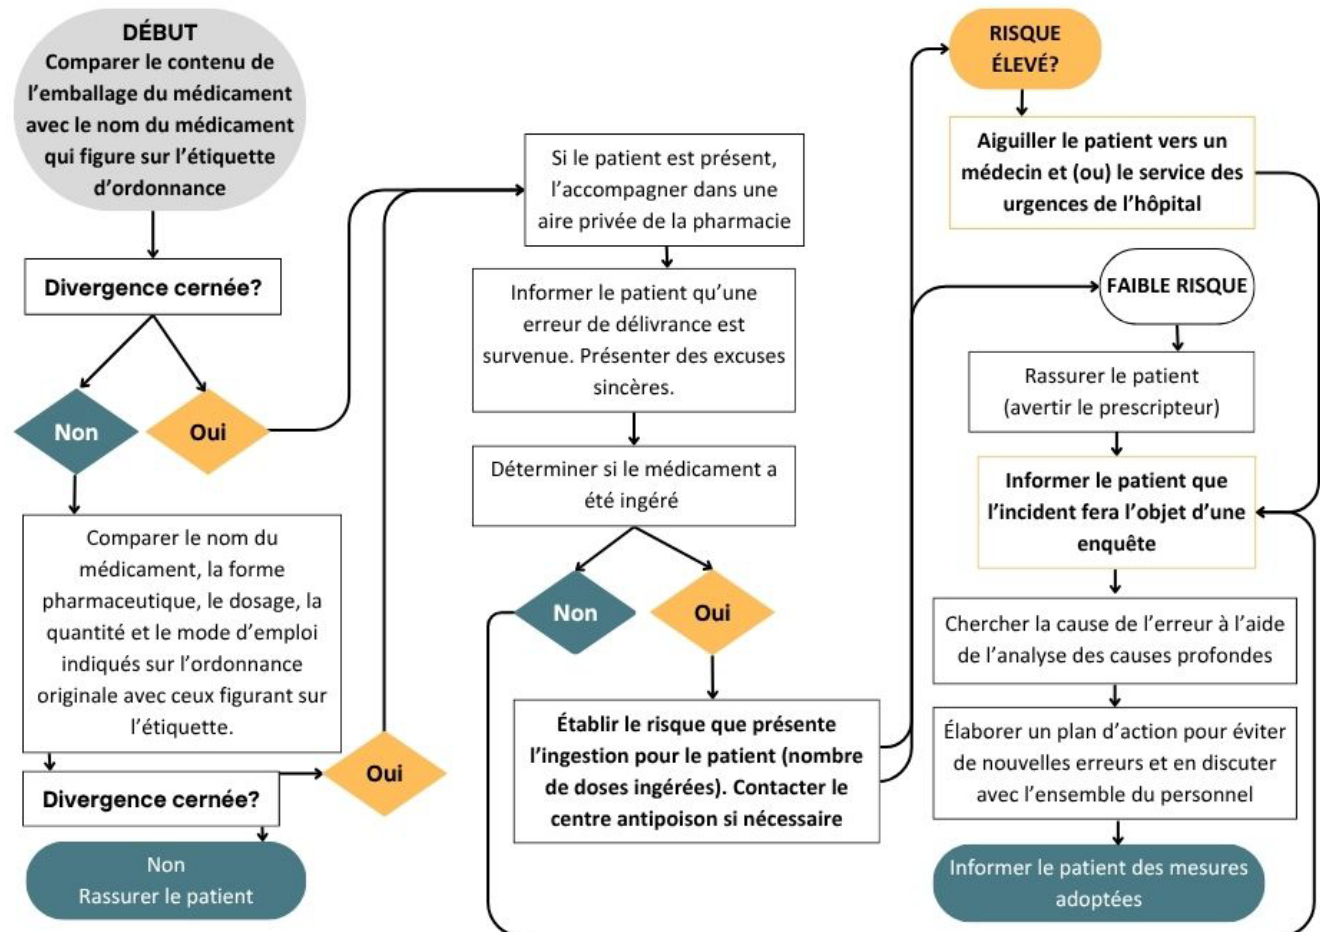 DÉBUT
Comparer le contenu de
l'emballage du médicament
avec le nom du médicament
qui figure sur l'étiquette
d'ordonnance
Divergence cernée?
Non
Oui
Comparer le nom du
médicament, la forme
pharmaceutique, le dosage, la
quantité et le mode d'emploi
indiqués sur l'ordonnance
originale avec ceux figurant sur
l'étiquette.
Divergence cernée?
Oui
Non
Rassurer le patient
Si le patient est présent,
l'accompagner dans une
aire privée de la pharmacie
Informer le patient qu'une
erreur de délivrance est
survenue. Présenter des excuses
sincères.
Déterminer si le médicament a
été ingéré
Non
Oui
Établir le risque que présente
l'ingestion pour le patient (nombre
de doses ingérées). Contacter le
centre antipoison si nécessaire
RISQUE
ÉLEVÉ?
Aiguiller le patient vers un
médecin et (ou) le service des
urgences de l'hôpital
FAIBLE RISQUE
Rassurer le patient
(avertir le prescripteur)
Informer le patient que
l'incident fera l'objet d'une
enquête
Chercher la cause de l'erreur à l'aide
de l'analyse des causes profondes
Élaborer un plan d'action pour éviter
de nouvelles erreurs et en discuter
avec l'ensemble du personnel
Informer le patient des mesures
adoptées